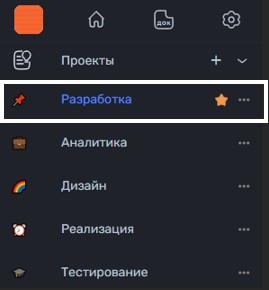 док
Проекты
Разработка
Аналитика
Дизайн
Реализация
Тестирование